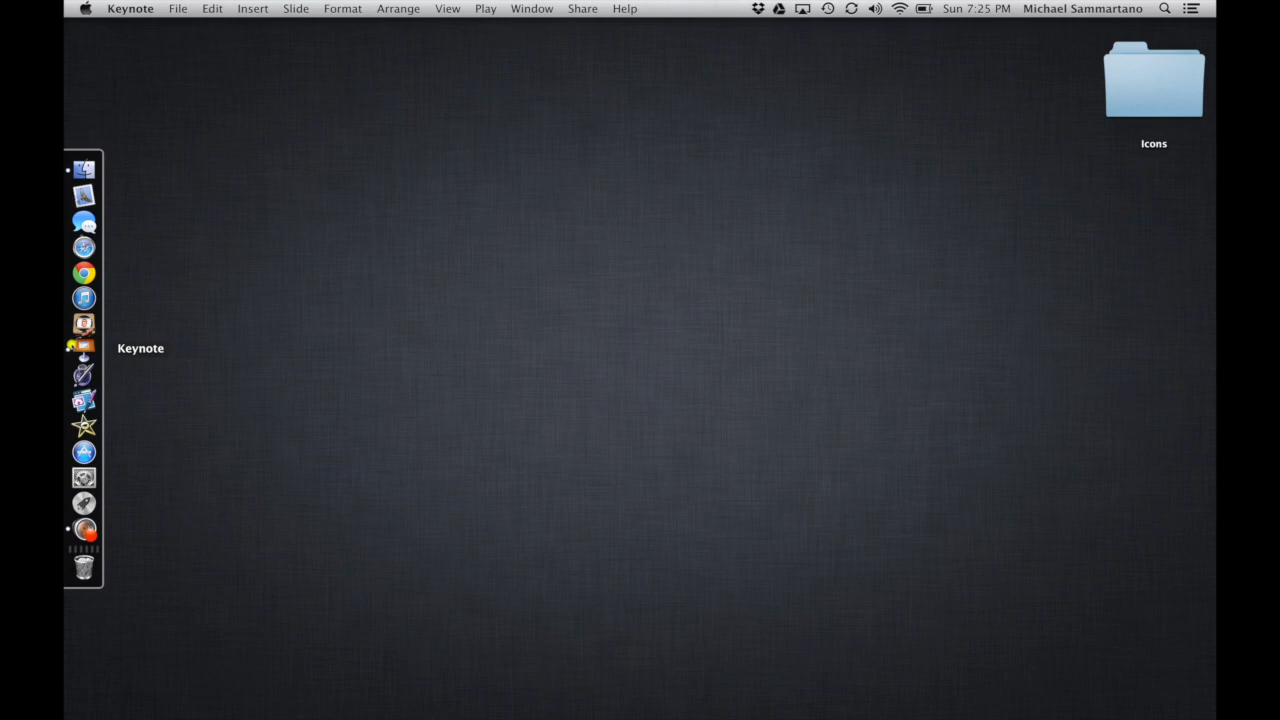 Keynote File Edit Insert Slide Format Arrange View Play Window Share Help Sun 7:25 PM Michael Sammartano
Icons
Keynote